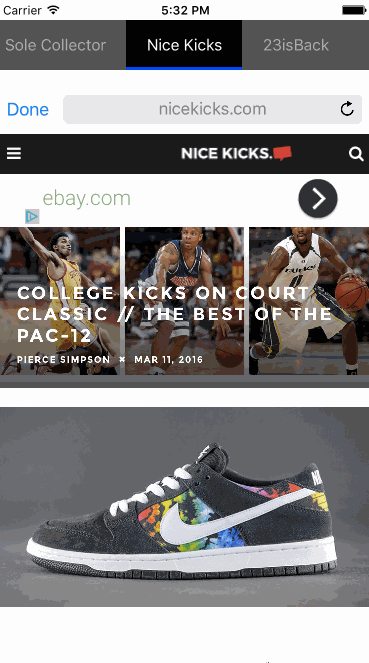 Carrier 5:32 PM
Sole Collector Nice Kicks 23isBack
Done nicekicks.com
NICE KICKS.
ebay.com
COLLEGE KICKS ON COURT
CLASSIC // THE BEST OF THE
PAC-12
PIERCE SIMPSON × MAR 11, 2016